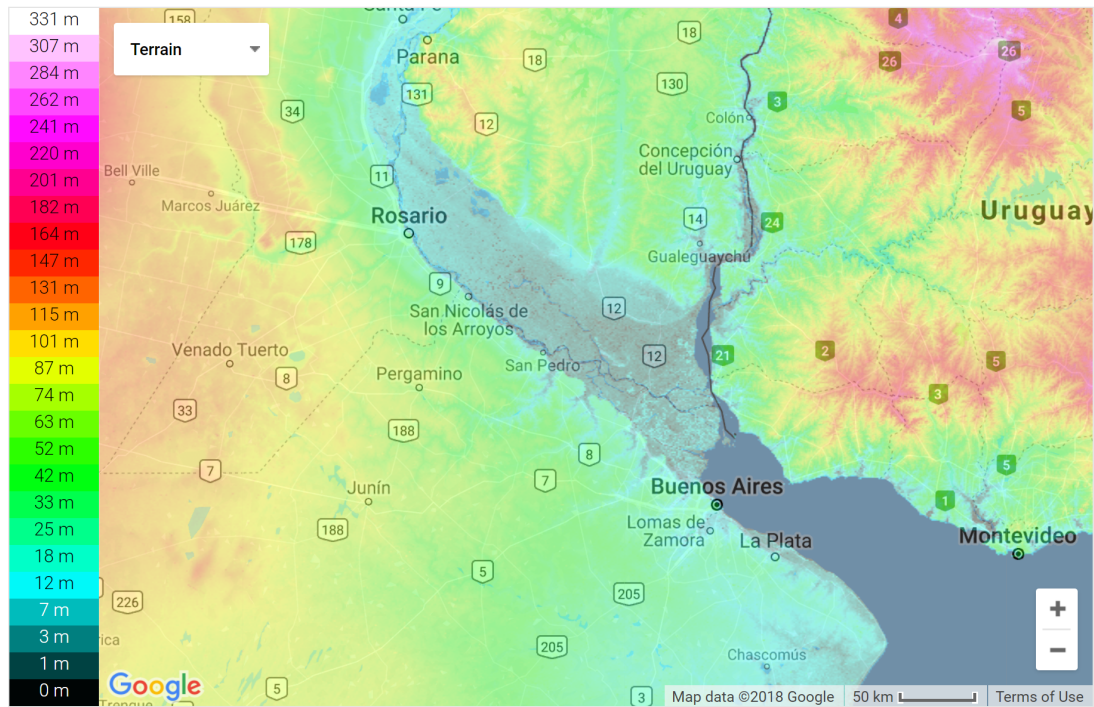 331 m
307 m
284 m
262 m
241 m
220 m
201 m
182 m
164 m
147 m
131 m
115 m
101 m
87 m
74 m
63 m
52 m
42 m
33 m
25 m
18 m
12 m
7 m
3 m
1 m
0 m
Terrain
158
Santa Fe
Parana
18
18
4
26
26
131
130
34
12
3
5
Colón
Concepción
del Uruguay
Bell Ville
11
Marcos Juárez
Rosario
14
24
Uruguay
178
Gualeguaychú
9
San Nicolás de
los Arroyos
12
12
21
2
5
Venado Tuerto
San Pedro
8
Pergamino
3
33
188
8
5
7
7
Junín
Buenos Aires
1
188
Lomas de
Zamora
La Plata
Montevideo
5
226
205
205
rica
Chascomús
Google
5
3
Trenque
+
−
Map data ©2018 Google
50 km
Terms of Use